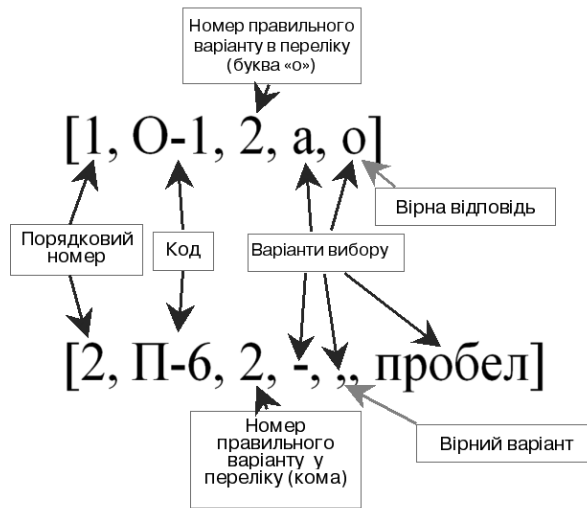 Номер правильного
варіанту в переліку
(буква «о»)
[1, О-1, 2, а, о]
Вірна відповідь
Порядковий
номер
Код
Варіанти вибору
[2, П-6, 2, -, ,, пробел]
Номер
правильного
варіанту у
переліку (кома)
Вірний варіант